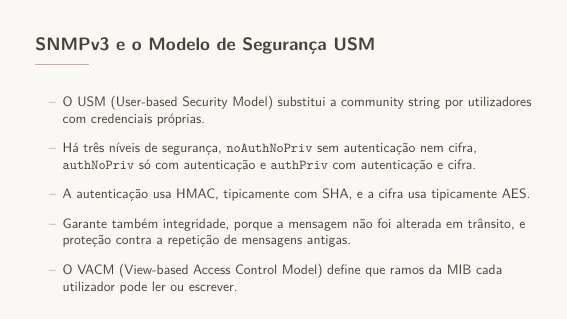 SNMPv3 e o Modelo de Segurança USM
– O USM (User-based Security Model) substitui a community string por utilizadores
com credenciais próprias.
– Há três níveis de segurança, noAuthNoPriv sem autenticação nem cifra,
authNoPriv só com autenticação e authPriv com autenticação e cifra.
– A autenticação usa HMAC, tipicamente com SHA, e a cifra usa tipicamente AES.
– Garante também integridade, porque a mensagem não foi alterada em trânsito, e
proteção contra a repetição de mensagens antigas.
– O VACM (View-based Access Control Model) define que ramos da MIB cada
utilizador pode ler ou escrever.